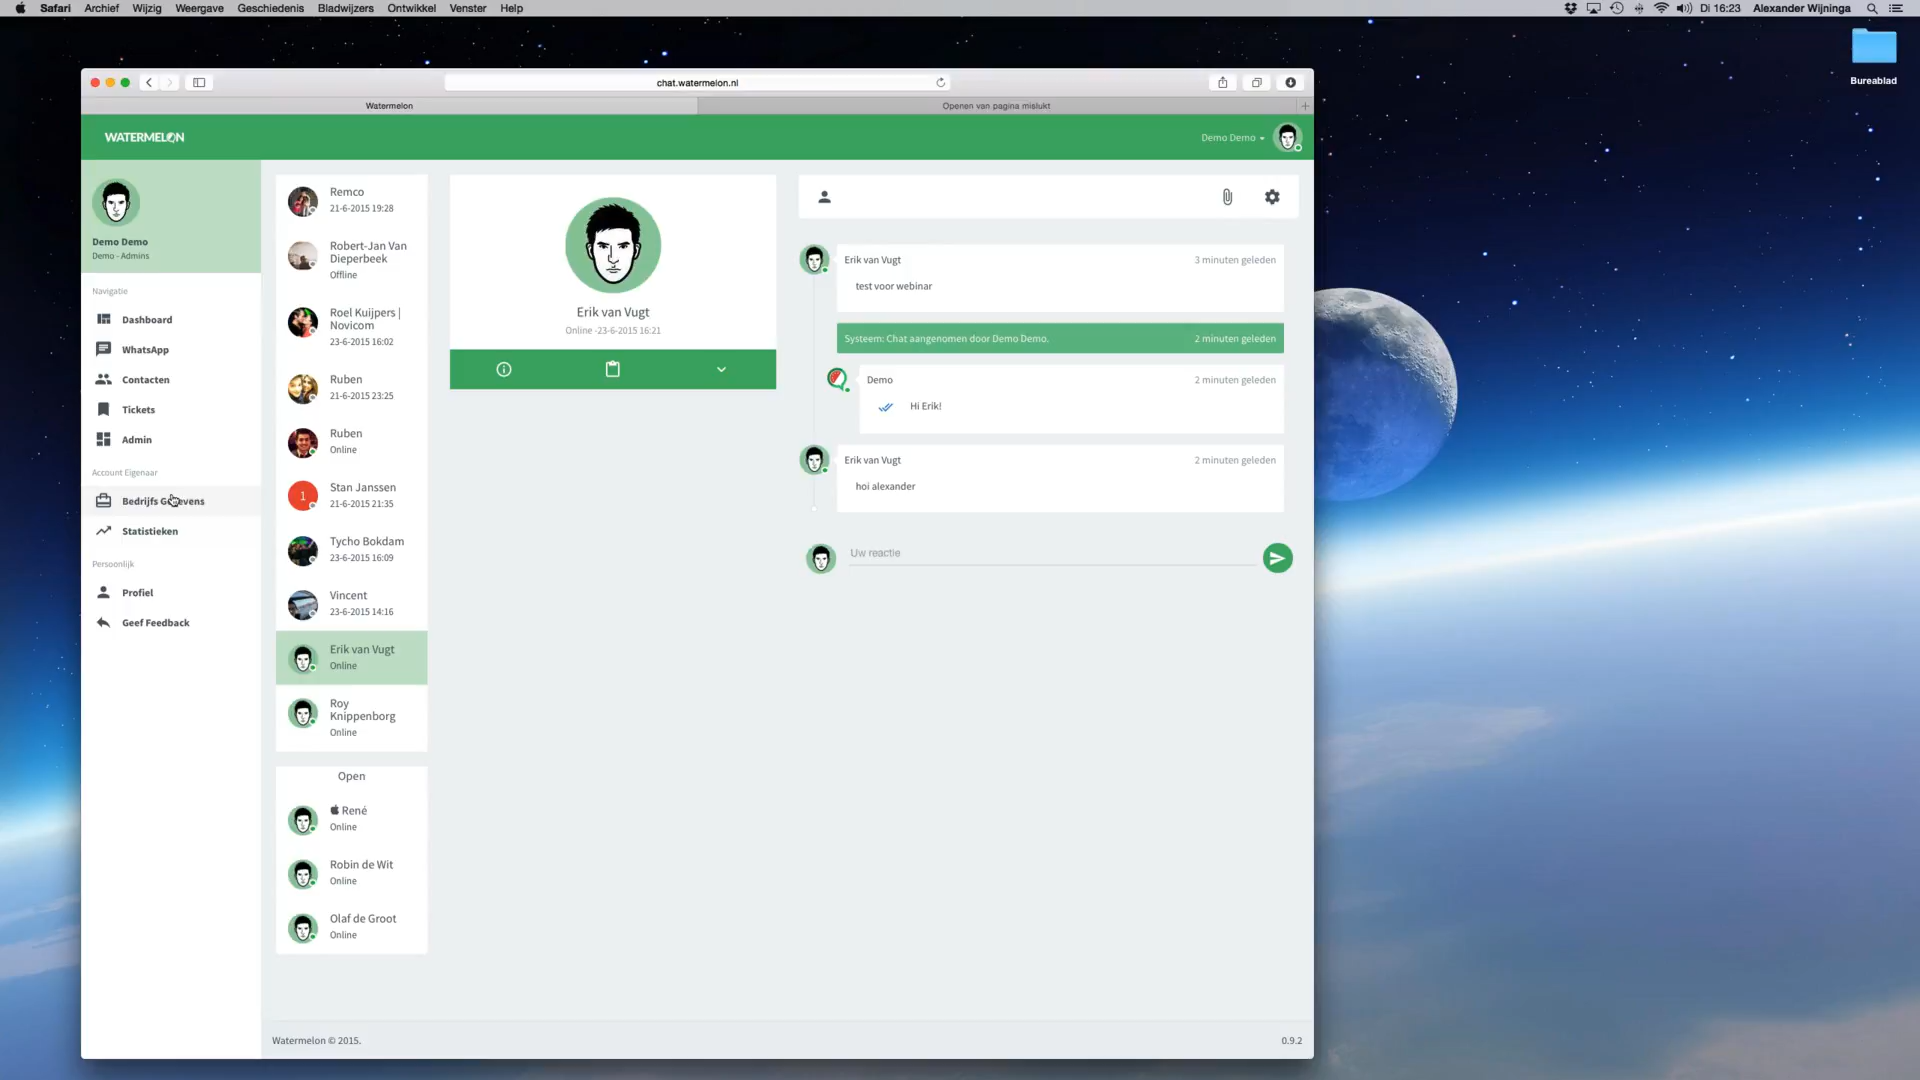 Safari Archief Wijzig Weergave Geschiedenis Bladwijzers Ontwikkel Venster Help
Di 16:23 Alexander Wijninga
Bureablad
chat.watermelon.nl
Watermelon
Openen van pagina mislukt
WATERMELON
Demo Demo
Demo Demo
Demo - Admins
Navigatie
Dashboard
WhatsApp
Contacten
Tickets
Admin
Account Eigenaar
Bedrijfs Gegevens
Statistieken
Persoonlijk
Profiel
Geef Feedback
Remco
21-6-2015 19:28
Robert-Jan Van
Dieperbeek
Offline
Roel Kuijpers |
Novicom
23-6-2015 16:02
Ruben
21-6-2015 23:25
Ruben
Online
1
Stan Janssen
21-6-2015 21:35
Tycho Bokdam
23-6-2015 16:09
Vincent
23-6-2015 14:16
Erik van Vugt
Online
Roy
Knippenborg
Online
Open
René
Online
Robin de Wit
Online
Olaf de Groot
Online
Erik van Vugt
Online -23-6-2015 16:21
Erik van Vugt 3 minuten geleden
test voor webinar
Systeem: Chat aangenomen door Demo Demo. 2 minuten geleden
Demo 2 minuten geleden
Hi Erik!
Erik van Vugt 2 minuten geleden
hoi alexander
Uw reactie
Watermelon © 2015.
0.9.2